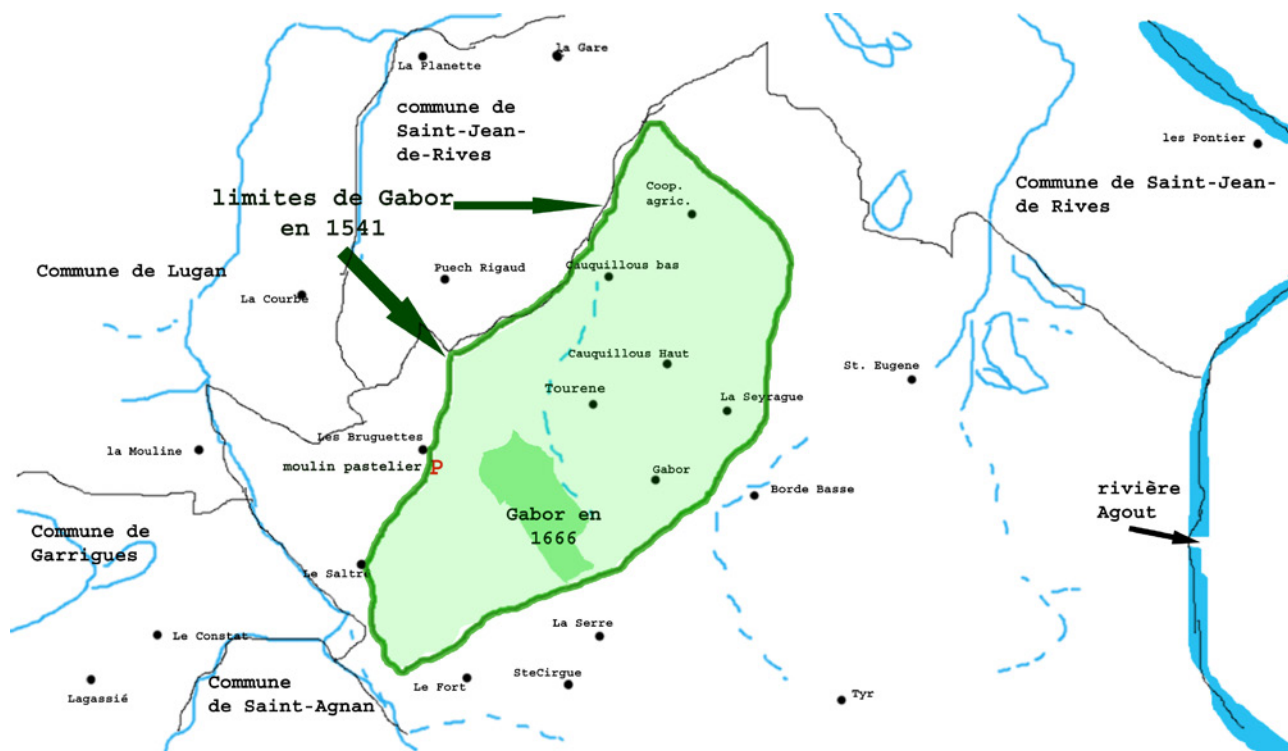 la Gare
La Planette
commune de
Saint-Jean-
de-Rives
les Pontier
Commune de Saint-Jean-
de Rives
limites de Gabor
en 1541
Coop.
agric.
Commune de Lugan
Puech Rigaud
Cauquillous bas
La Courbe
Cauquillous Haut
St. Eugene
Tourene
La Seyrague
Les Bruguettes
la Mouline
moulin pastelier P
Gabor
Borde Basse
rivière
Agout
Gabor en
1666
Commune de
Garrigues
Le Saltre
La Serre
Le Constat
SteCirgue
Commune
de Saint-Agnan
Le Fort
Lagassié
Tyr